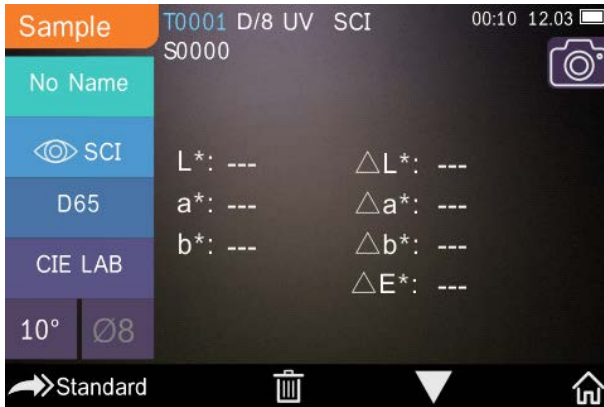 Sample
T0001 D/8 UV SCI 00:10 12.03
S0000
No Name
SCI
D65
CIE LAB
10° Ø8
L*: --- △L*: ---
a*: --- △a*: ---
b*: --- △b*: ---
△E*: ---
Standard